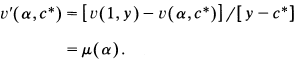 v′(α, c*) = [v(1, y) − v(α, c*)] / [y − c*]
= μ(α).